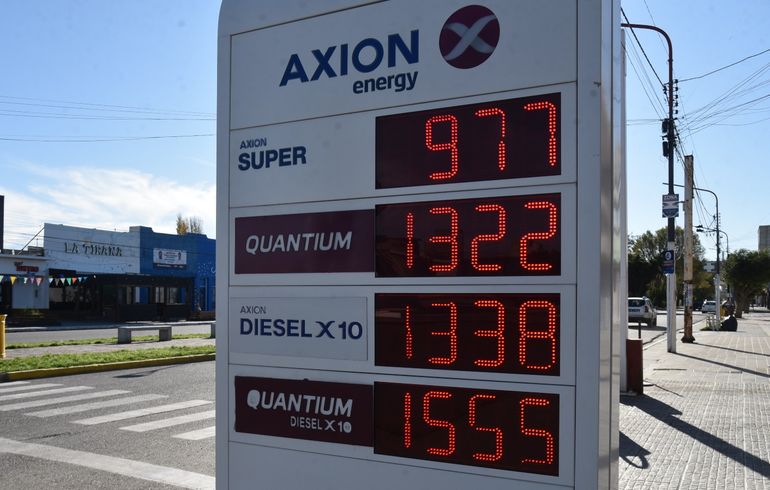 AXION
energy
AXION
SUPER
977
QUANTIUM
1322
AXION
DIESEL X10
1338
QUANTIUM
DIESEL X10
1555
LA TIRANA